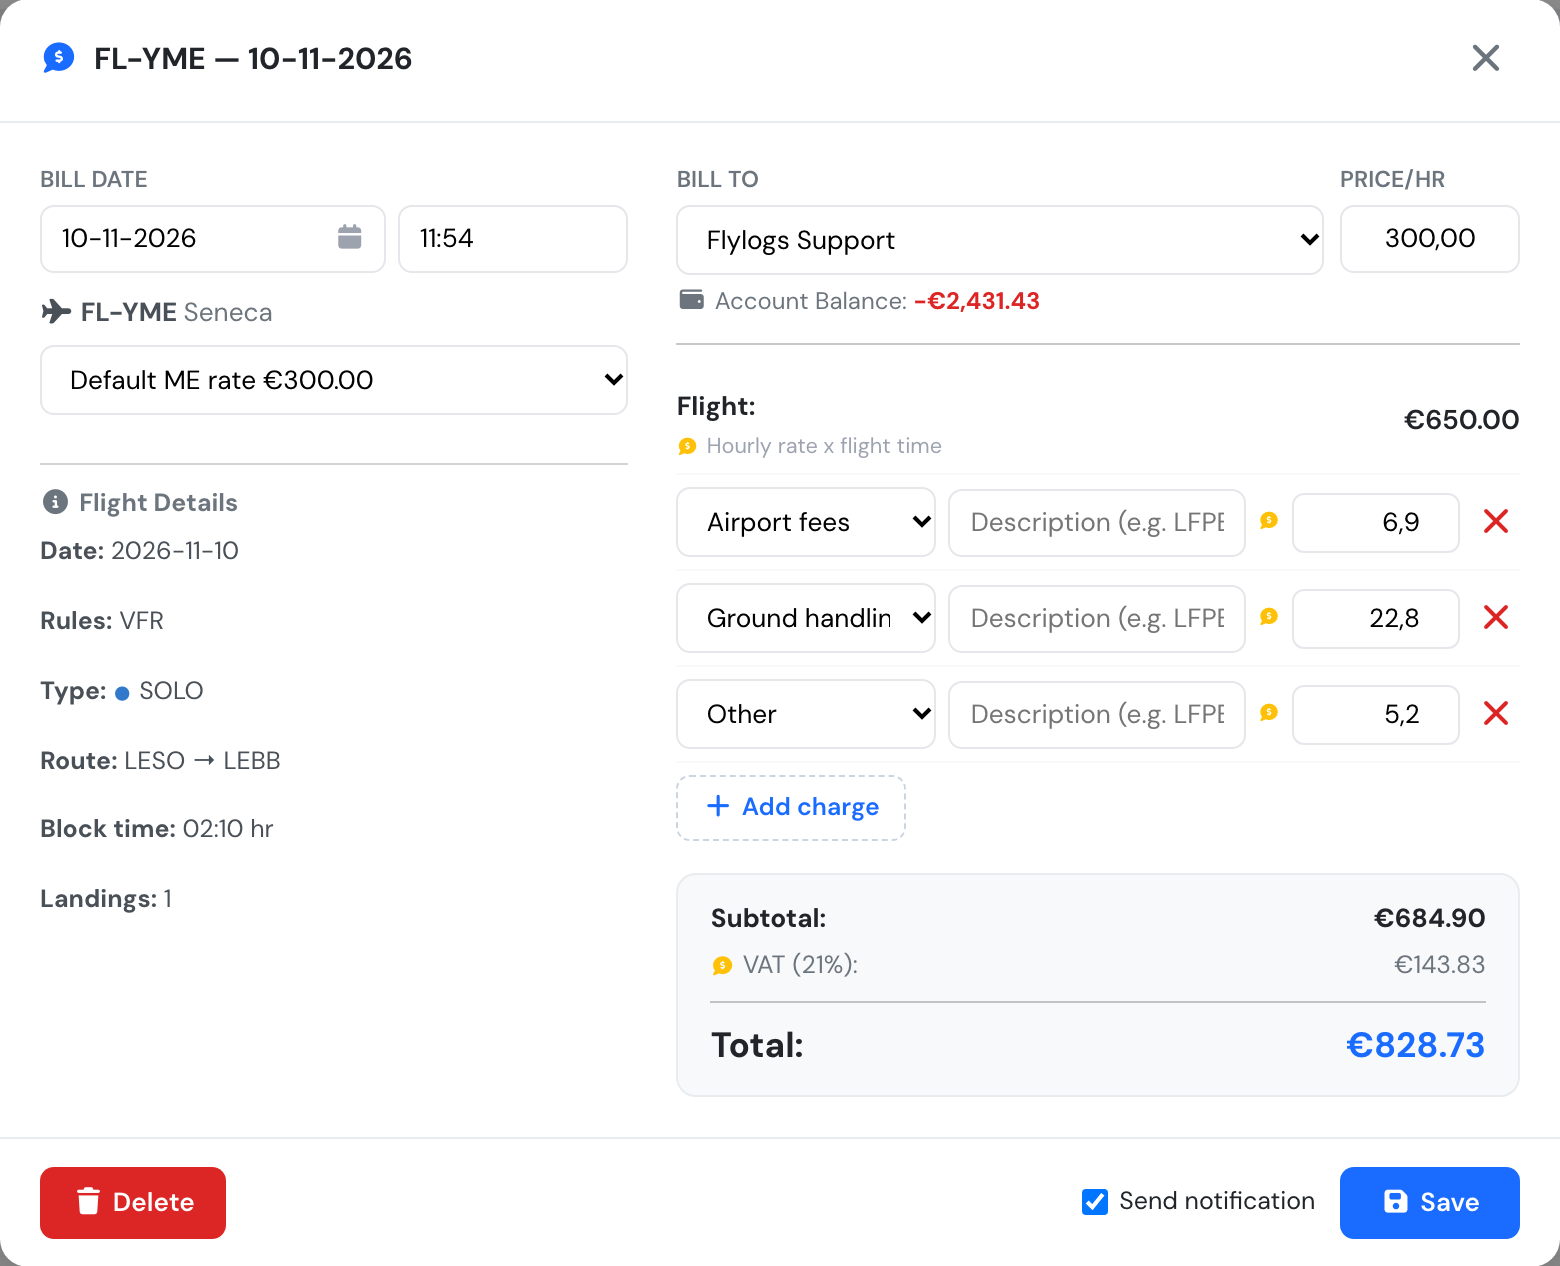 FL-YME — 10-11-2026
BILL DATE
10-11-2026
11:54
FL-YME Seneca
Default ME rate €300.00
Flight Details
Date: 2026-11-10
Rules: VFR
Type: SOLO
Route: LESO → LEBB
Block time: 02:10 hr
Landings: 1
BILL TO
PRICE/HR
Flylogs Support
300,00
Account Balance: -€2,431.43
Flight:
€650.00
Hourly rate x flight time
Airport fees
Description (e.g. LFPE
6,9
Ground handlin
Description (e.g. LFPE
22,8
Other
Description (e.g. LFPE
5,2
+ Add charge
Subtotal:
€684.90
VAT (21%):
€143.83
Total:
€828.73
Delete
Send notification
Save